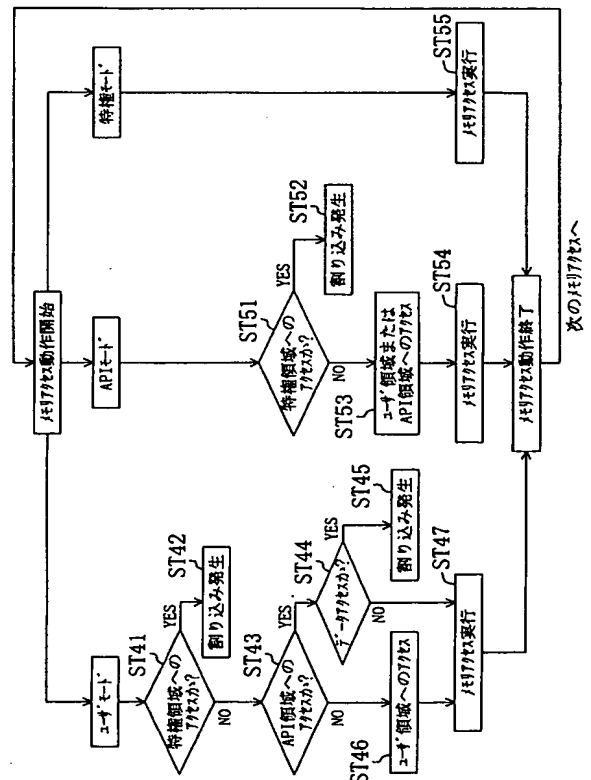 メモリアクセス動作開始
ユーザモード
ST41
特権領域への
アクセスか?
YES
ST42
割り込み発生
NO
ST43
API領域への
アクセスか?
YES
ST44
データアクセスか?
YES
ST45
割り込み発生
NO
NO
ST46
ユーザ領域へのアクセス
ST47
メモリアクセス実行
APIモード
ST51
特権領域への
アクセスか?
YES
ST52
割り込み発生
NO
ST53
ユーザ領域または
API領域へのアクセス
ST54
メモリアクセス実行
特権モード
ST55
メモリアクセス実行
メモリアクセス動作終了
次のメモリアクセスへ